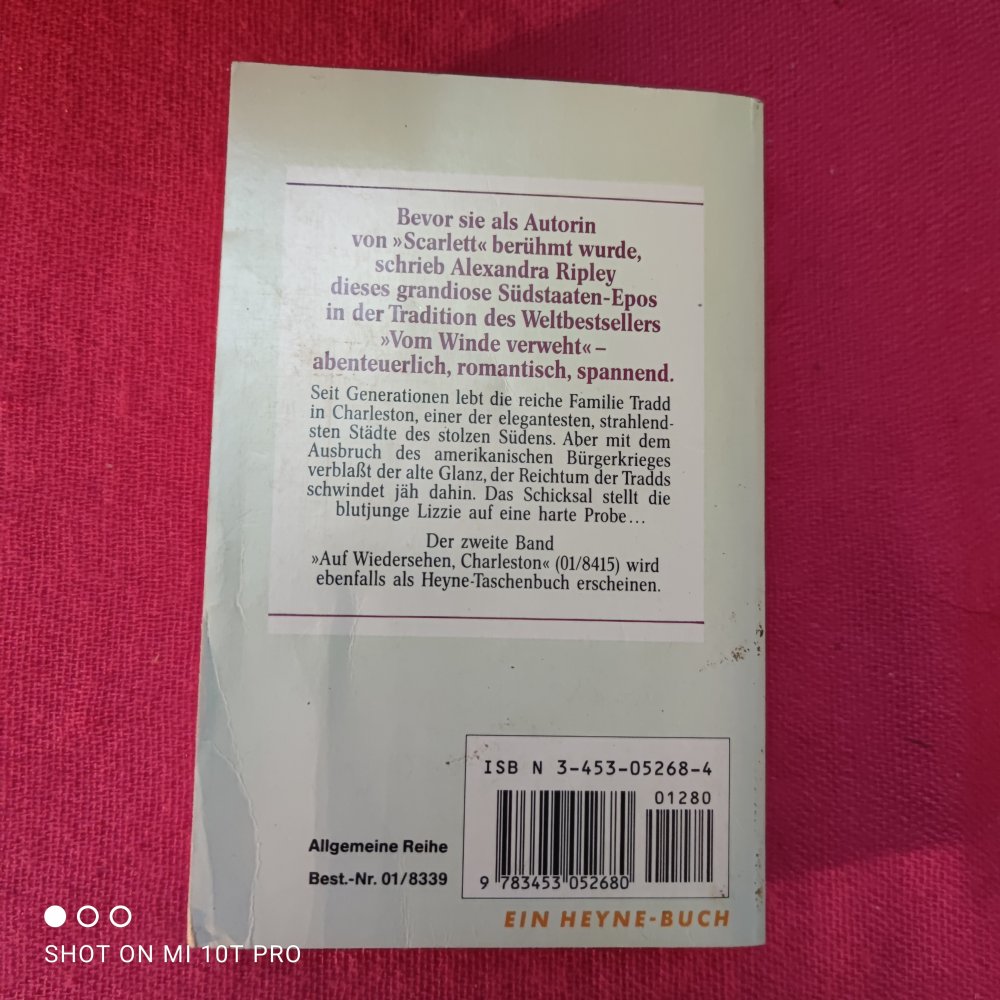 Bevor sie als Autorin
von »Scarlett« berühmt wurde,
schrieb Alexandra Ripley
dieses grandiose Südstaaten-Epos
in der Tradition des Weltbestsellers
»Vom Winde verweht« –
abenteuerlich, romantisch, spannend.
Seit Generationen lebt die reiche Familie Tradd
in Charleston, einer der elegantesten, strahlend-
sten Städte des stolzen Südens. Aber mit dem
Ausbruch des amerikanischen Bürgerkrieges
verblaßt der alte Glanz, der Reichtum der Tradds
schwindet jäh dahin. Das Schicksal stellt die
blutjunge Lizzie auf eine harte Probe...
Der zweite Band
»Auf Wiedersehen, Charleston« (01/8415) wird
ebenfalls als Heyne-Taschenbuch erscheinen.
ISB N 3-453-05268-4
01280
9 783453 052680
Allgemeine Reihe
Best.-Nr. 01/8339
EIN HEYNE-BUCH
SHOT ON MI 10T PRO